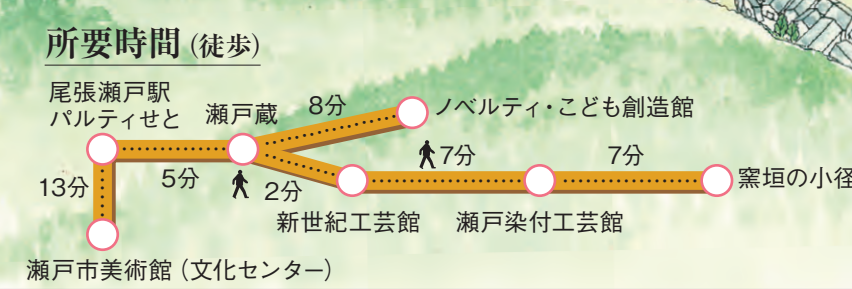 所要時間（徒歩）
尾張瀬戸駅
パルティせと
瀬戸蔵
8分
ノベルティ・こども創造館
5分
13分
2分
7分
7分
新世紀工芸館
瀬戸染付工芸館
窯垣の小径
瀬戸市美術館（文化センター）